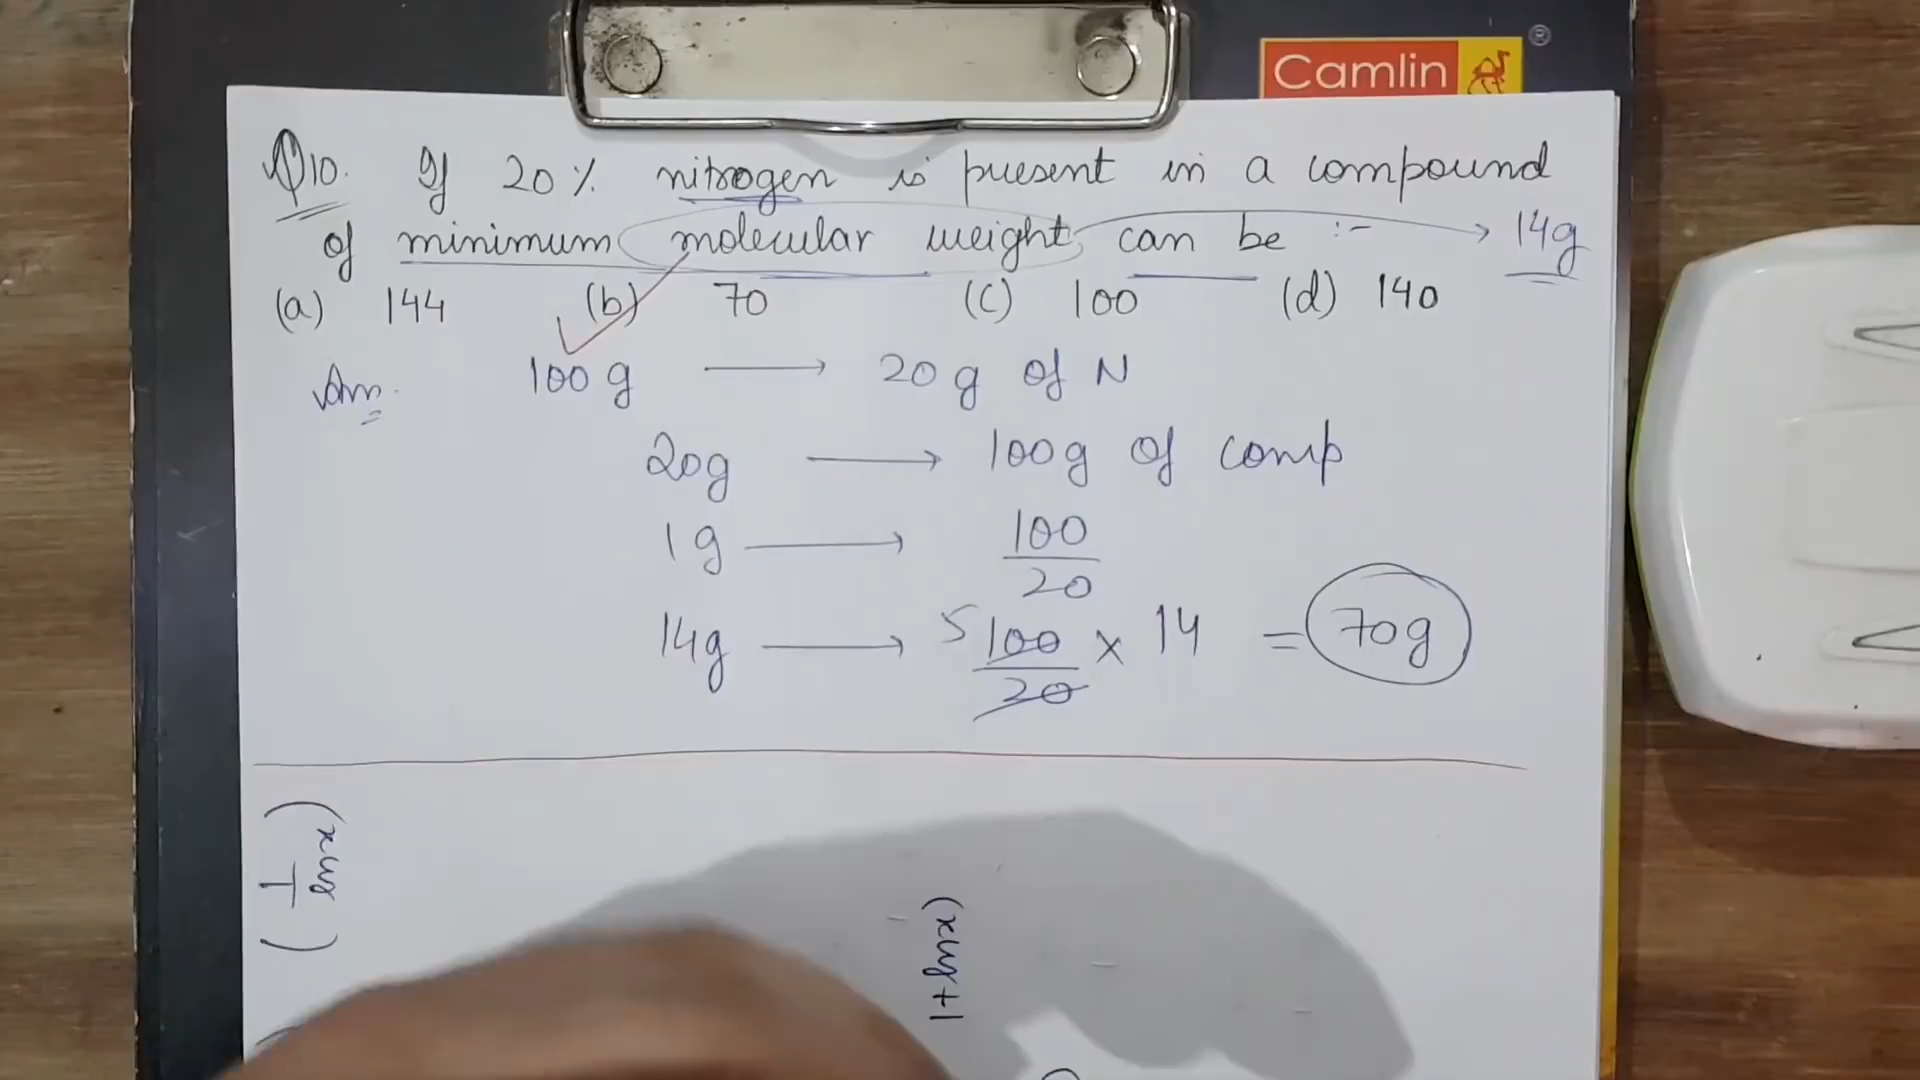 Camlin ®
Q10. If 20% nitrogen is present in a compound
of minimum molecular weight can be :- → 14g
(a) 144 (b) 70 (c) 100 (d) 140
Ans. 100 g → 20 g of N
20g → 100g of comp
1g → 100/20
14g → 5 100/20 × 14 = 70g
(1/lnx)
1+lnx)